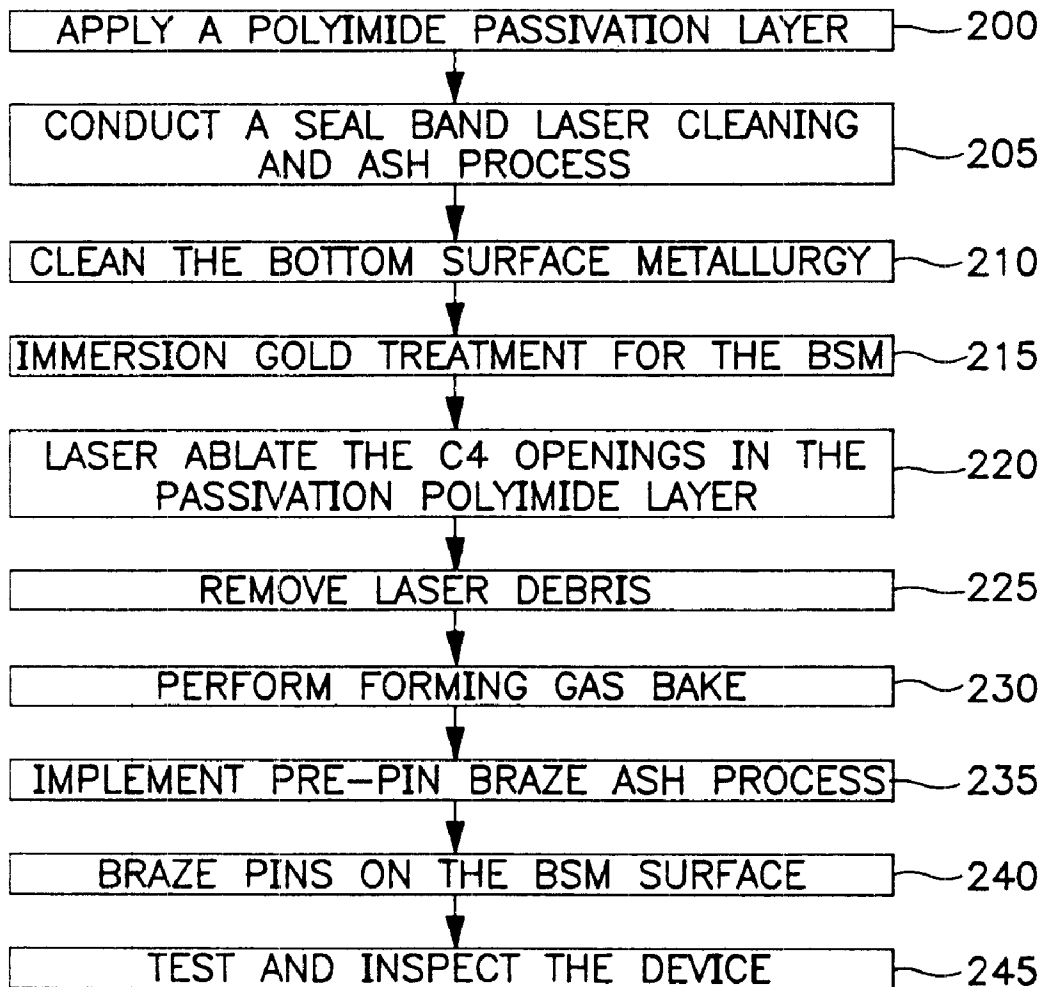 APPLY A POLYIMIDE PASSIVATION LAYER 200
CONDUCT A SEAL BAND LASER CLEANING
AND ASH PROCESS 205
CLEAN THE BOTTOM SURFACE METALLURGY 210
IMMERSION GOLD TREATMENT FOR THE BSM 215
LASER ABLATE THE C4 OPENINGS IN THE
PASSIVATION POLYIMIDE LAYER 220
REMOVE LASER DEBRIS 225
PERFORM FORMING GAS BAKE 230
IMPLEMENT PRE-PIN BRAZE ASH PROCESS 235
BRAZE PINS ON THE BSM SURFACE 240
TEST AND INSPECT THE DEVICE 245